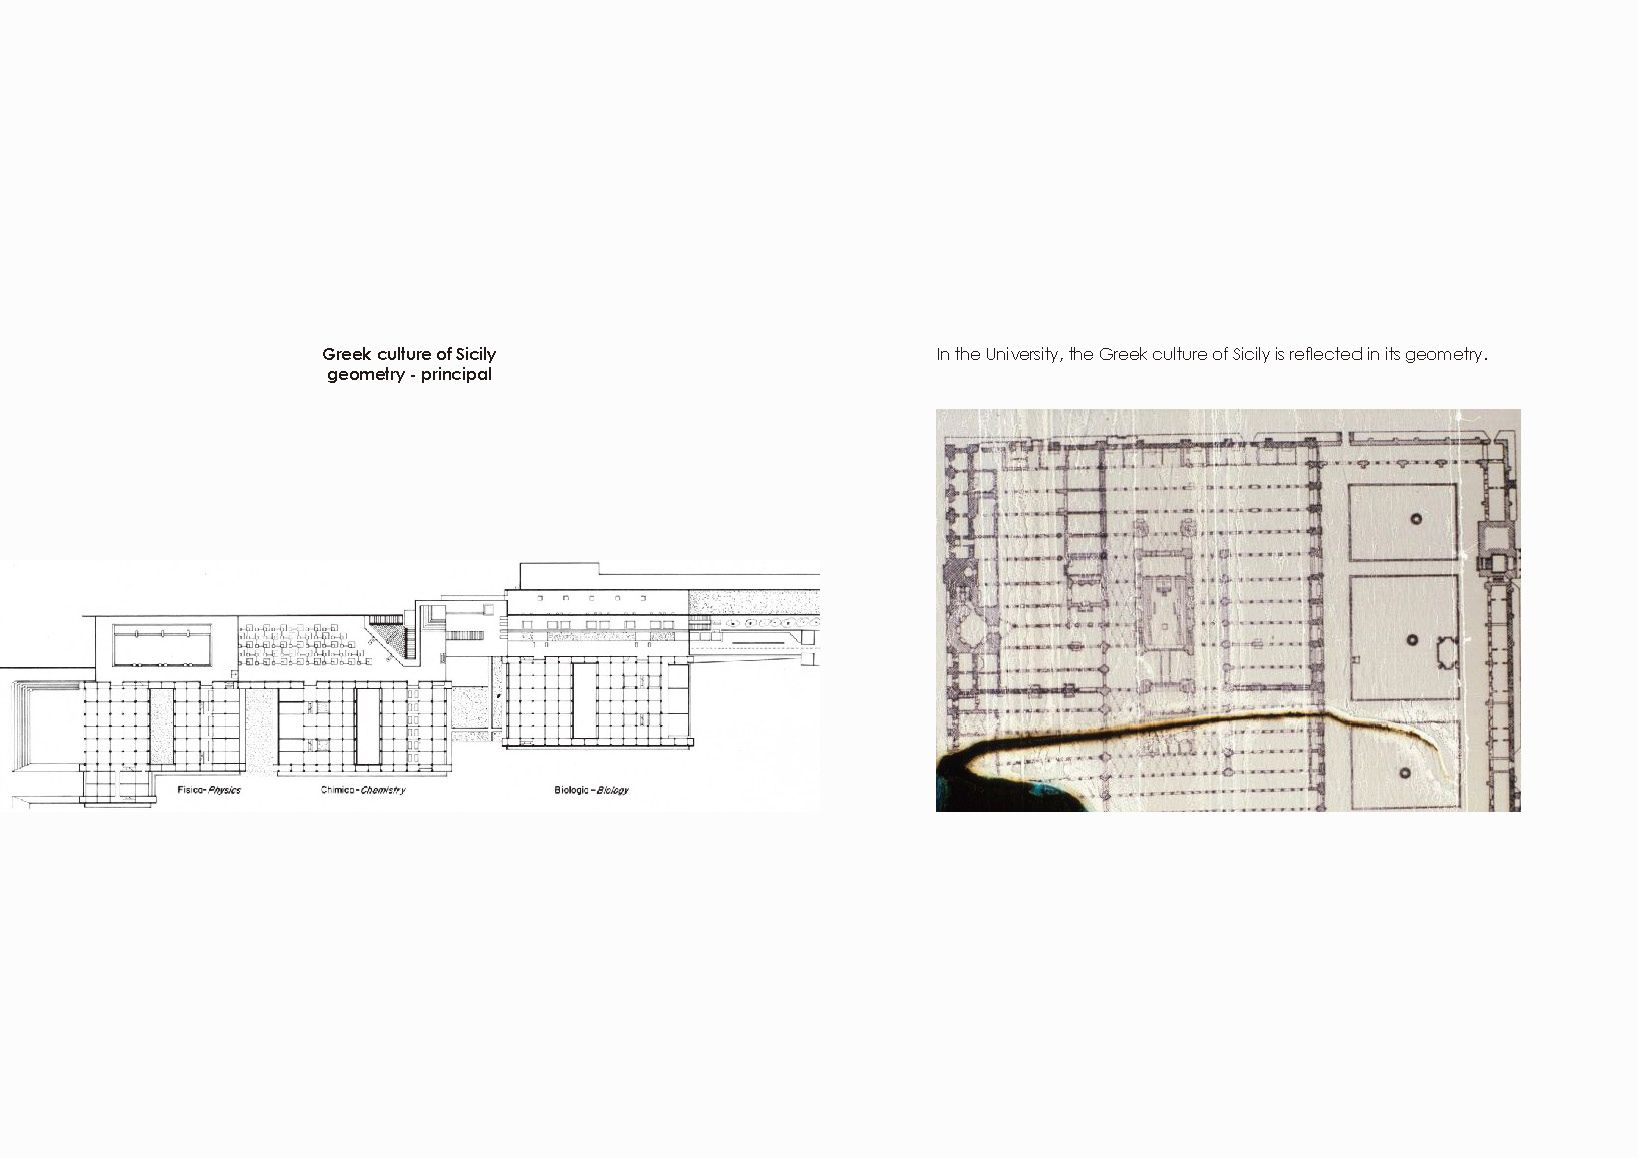 Greek culture of Sicily
geometry - principal
In the University, the Greek culture of Sicily is reflected in its geometry.
Fisico-Physics
Chimico-Chemistry
Biologic-Biology